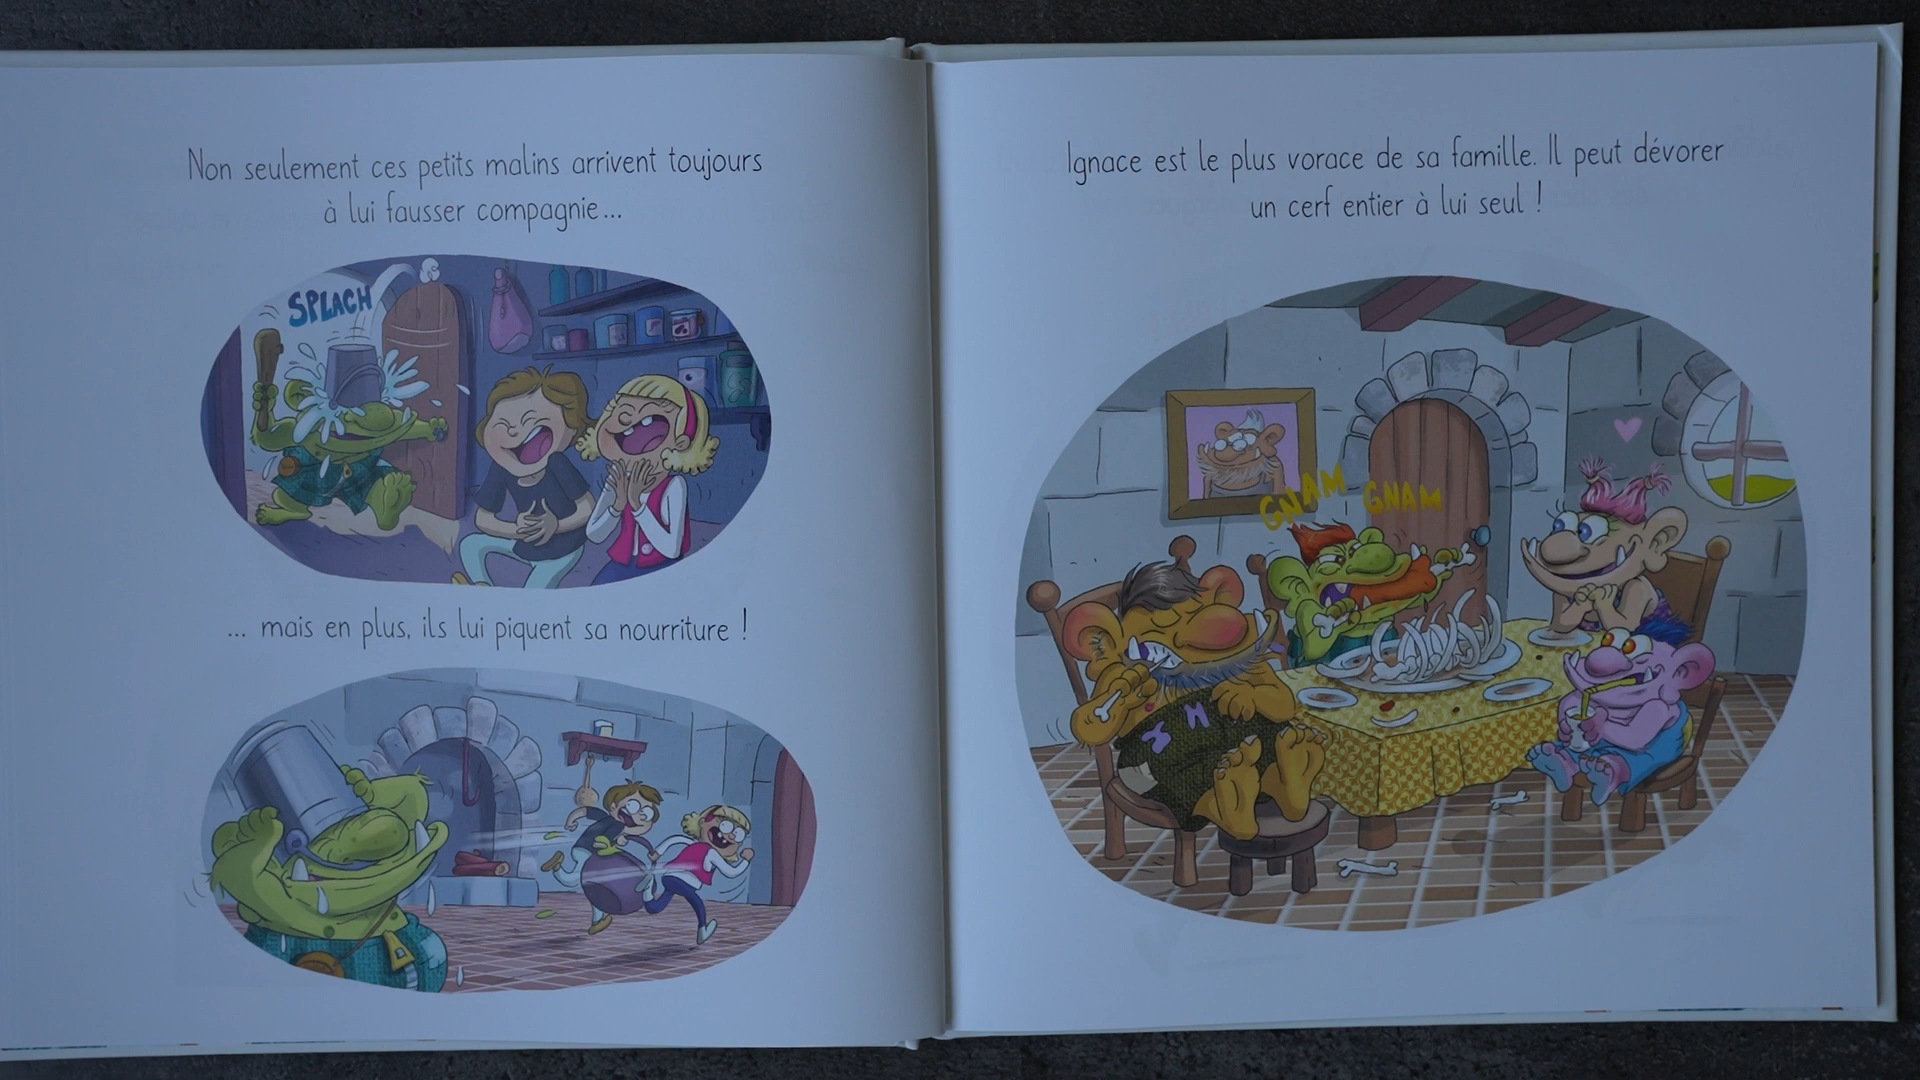 Non seulement ces petits malins arrivent toujours
à lui fausser compagnie...
SPLACH
... mais en plus, ils lui piquent sa nourriture !
Ignace est le plus vorace de sa famille. Il peut dévorer
un cerf entier à lui seul !
GNAM GNAM